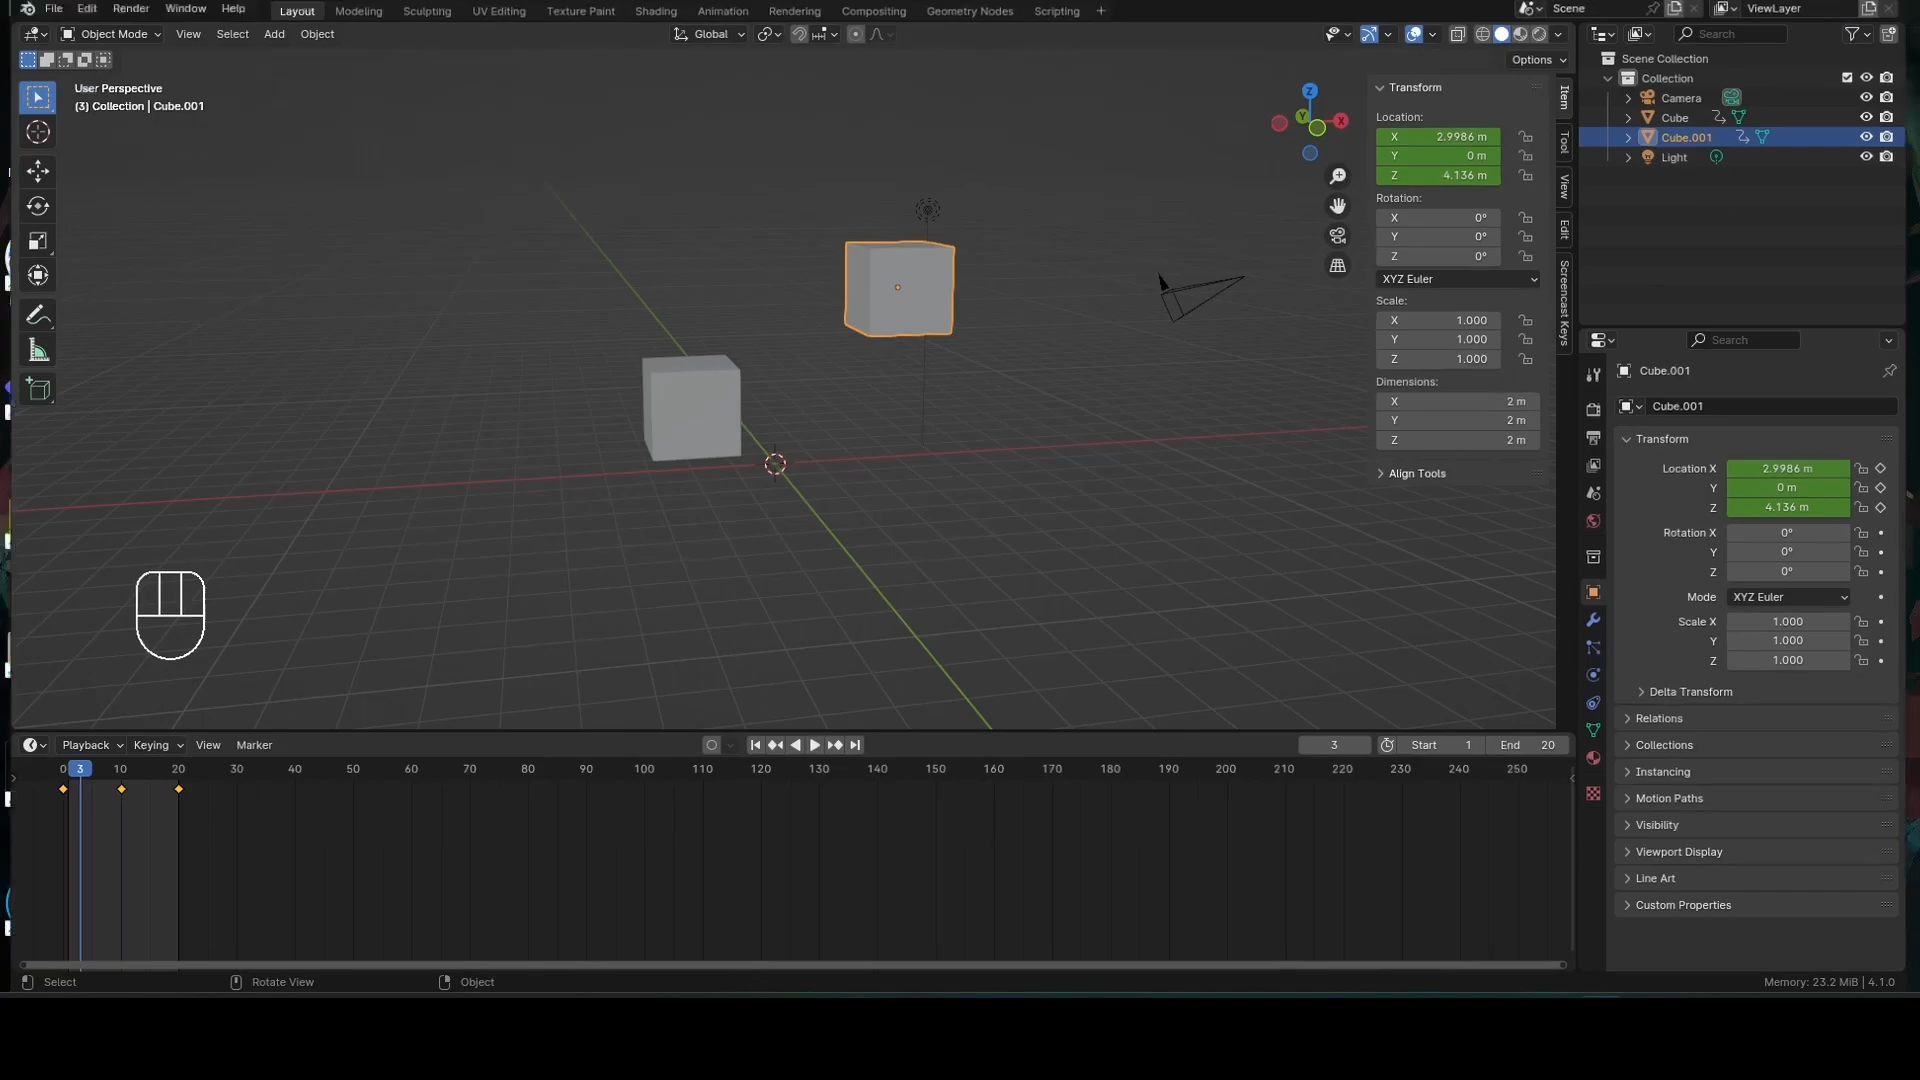 File Edit Render Window Help Layout Modeling Sculpting UV Editing Texture Paint Shading Animation Rendering Compositing Geometry Nodes Scripting + Scene ViewLayer
Object Mode View Select Add Object Global Search
Options
User Perspective
(3) Collection | Cube.001
Z
Y
X
Transform
Location:
X 2.9986 m
Y 0 m
Z 4.136 m
Rotation:
X 0°
Y 0°
Z 0°
XYZ Euler
Scale:
X 1.000
Y 1.000
Z 1.000
Dimensions:
X 2 m
Y 2 m
Z 2 m
Align Tools
Item
Tool
View
Edit
Screencast Keys
Scene Collection
Collection
Camera
Cube
Cube.001
Light
Search
Cube.001
Cube.001
Transform
Location X 2.9986 m
Y 0 m
Z 4.136 m
Rotation X 0°
Y 0°
Z 0°
Mode XYZ Euler
Scale X 1.000
Y 1.000
Z 1.000
Delta Transform
Relations
Collections
Instancing
Motion Paths
Visibility
Viewport Display
Line Art
Custom Properties
Playback Keying View Marker 3 Start 1 End 20
0 3 10 20 30 40 50 60 70 80 90 100 110 120 130 140 150 160 170 180 190 200 210 220 230 240 250
Select Rotate View Object Memory: 23.2 MiB | 4.1.0